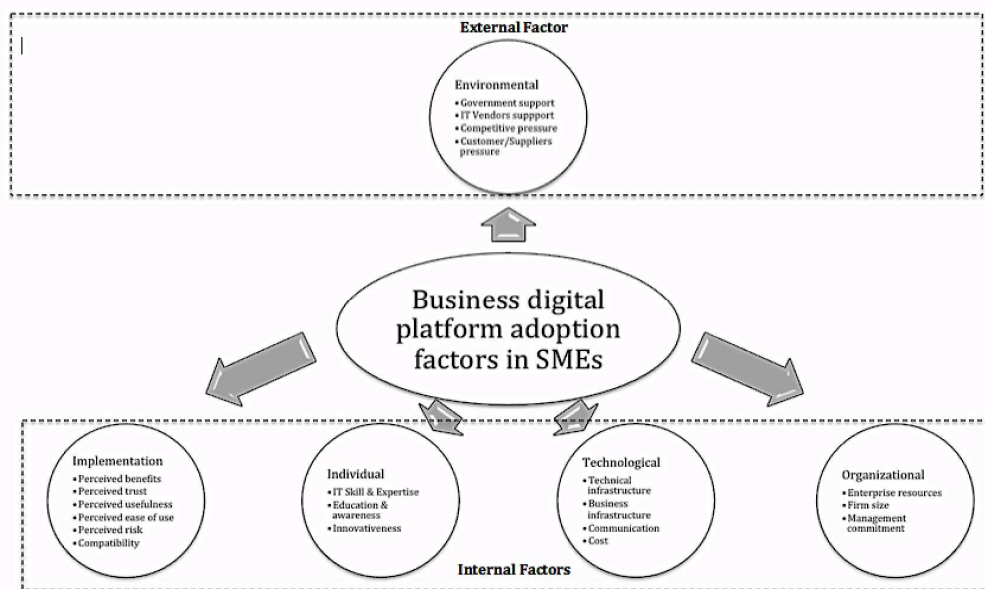 External Factor
Environmental
• Government support
• IT Vendors suppport
• Competitive pressure
• Customer/Suppliers
pressure
Business digital
platform adoption
factors in SMEs
Implementation
• Perceived benefits
• Perceived trust
• Perceived usefulness
• Perceived ease of use
• Perceived risk
• Compatibility
Individual
• IT Skill & Expertise
• Education &
awareness
• Innovativeness
Technological
• Technical
infrastructure
• Business
infrastructure
• Communication
• Cost
Organizational
• Enterprise resources
• Firm size
• Management
commitment
Internal Factors